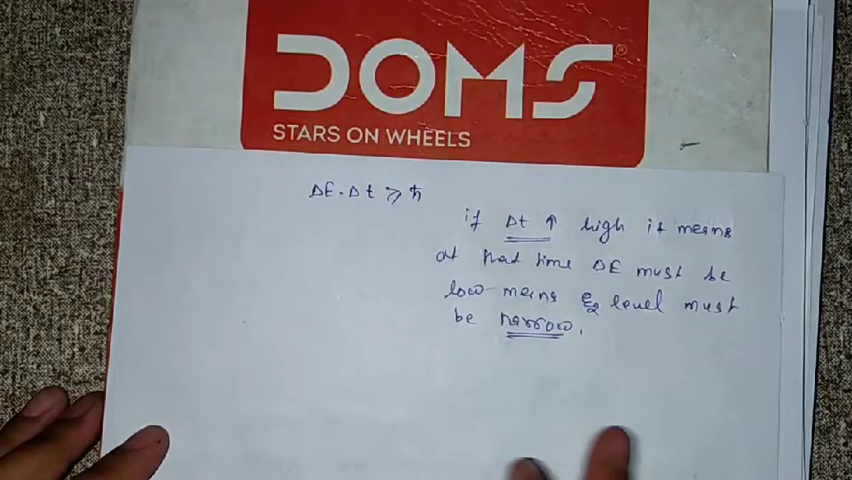 DOMS®
STARS ON WHEELS
ΔE.Δt ⩾ ħ
if Δt ↑ high it means
at that time ΔE must be
low means E2 level must
be narrow.